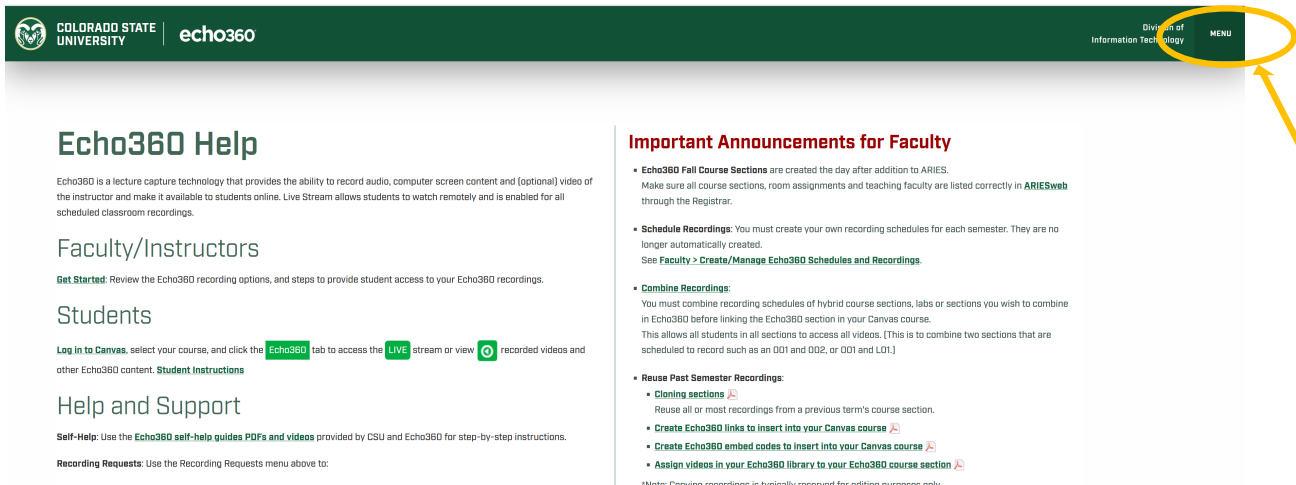 COLORADO STATE
UNIVERSITY
echo360
Division of
Information Technology
MENU
Echo360 Help
Echo360 is a lecture capture technology that provides the ability to record audio, computer screen content and (optional) video of
the instructor and make it available to students online. Live Stream allows students to watch remotely and is enabled for all
scheduled classroom recordings.
Faculty/Instructors
Get Started: Review the Echo360 recording options, and steps to provide student access to your Echo360 recordings.
Students
Log in to Canvas, select your course, and click the Echo360 tab to access the LIVE stream or view recorded videos and
other Echo360 content. Student Instructions
Help and Support
Self-Help: Use the Echo360 self-help guides PDFs and videos provided by CSU and Echo360 for step-by-step instructions.
Recording Requests: Use the Recording Requests menu above to:
Important Announcements for Faculty
▪ Echo360 Fall Course Sections are created the day after addition to ARIES.
Make sure all course sections, room assignments and teaching faculty are listed correctly in ARIESweb
through the Registrar.
▪ Schedule Recordings: You must create your own recording schedules for each semester. They are no
longer automatically created.
See Faculty > Create/Manage Echo360 Schedules and Recordings.
▪ Combine Recordings:
You must combine recording schedules of hybrid course sections, labs or sections you wish to combine
in Echo360 before linking the Echo360 section in your Canvas course.
This allows all students in all sections to access all videos. (This is to combine two sections that are
scheduled to record such as an 001 and 002, or 001 and L01.)
▪ Reuse Past Semester Recordings:
▪ Cloning sections
Reuse all or most recordings from a previous term's course section.
▪ Create Echo360 links to insert into your Canvas course
▪ Create Echo360 embed codes to insert into your Canvas course
▪ Assign videos in your Echo360 library to your Echo360 course section
*Note: Copying recordings is typically reserved for editing purposes only